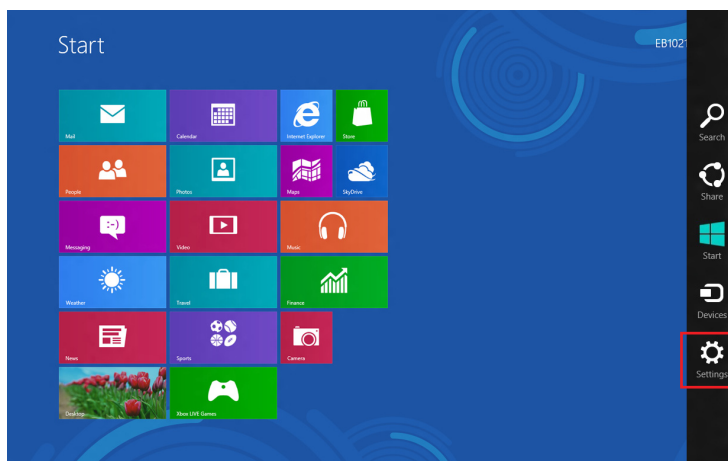 Start
EB1021
Mail
Calendar
Internet Explorer
Store
People
Photos
Maps
SkyDrive
Messaging
Video
Music
Weather
Travel
Finance
News
Sports
Camera
Desktop
Xbox LIVE Games
Search
Share
Start
Devices
Settings